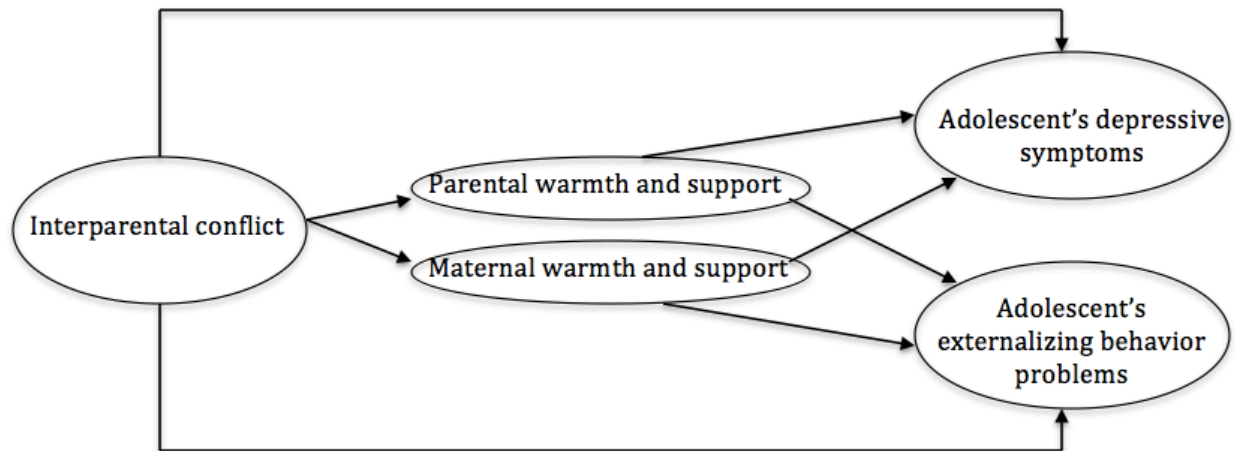 Adolescent’s depressive
symptoms
Parental warmth and support
Interparental conflict
Maternal warmth and support
Adolescent’s
externalizing behavior
problems